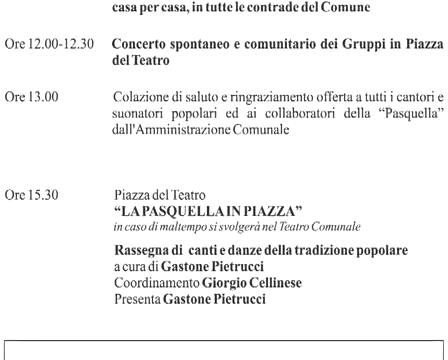 casa per casa, in tutte le contrade del Comune
Ore 12.00-12.30 Concerto spontaneo e comunitario dei Gruppi in Piazza
del Teatro
Ore 13.00 Colazione di saluto e ringraziamento offerta a tutti i cantori e
suonatori popolari ed ai collaboratori della “Pasquella”
dall'Amministrazione Comunale
Ore 15.30 Piazza del Teatro
“LA PASQUELLA IN PIAZZA”
in caso di maltempo si svolgerà nel Teatro Comunale
Rassegna di canti e danze della tradizione popolare
a cura di Gastone Pietrucci
Coordinamento Giorgio Cellinese
Presenta Gastone Pietrucci